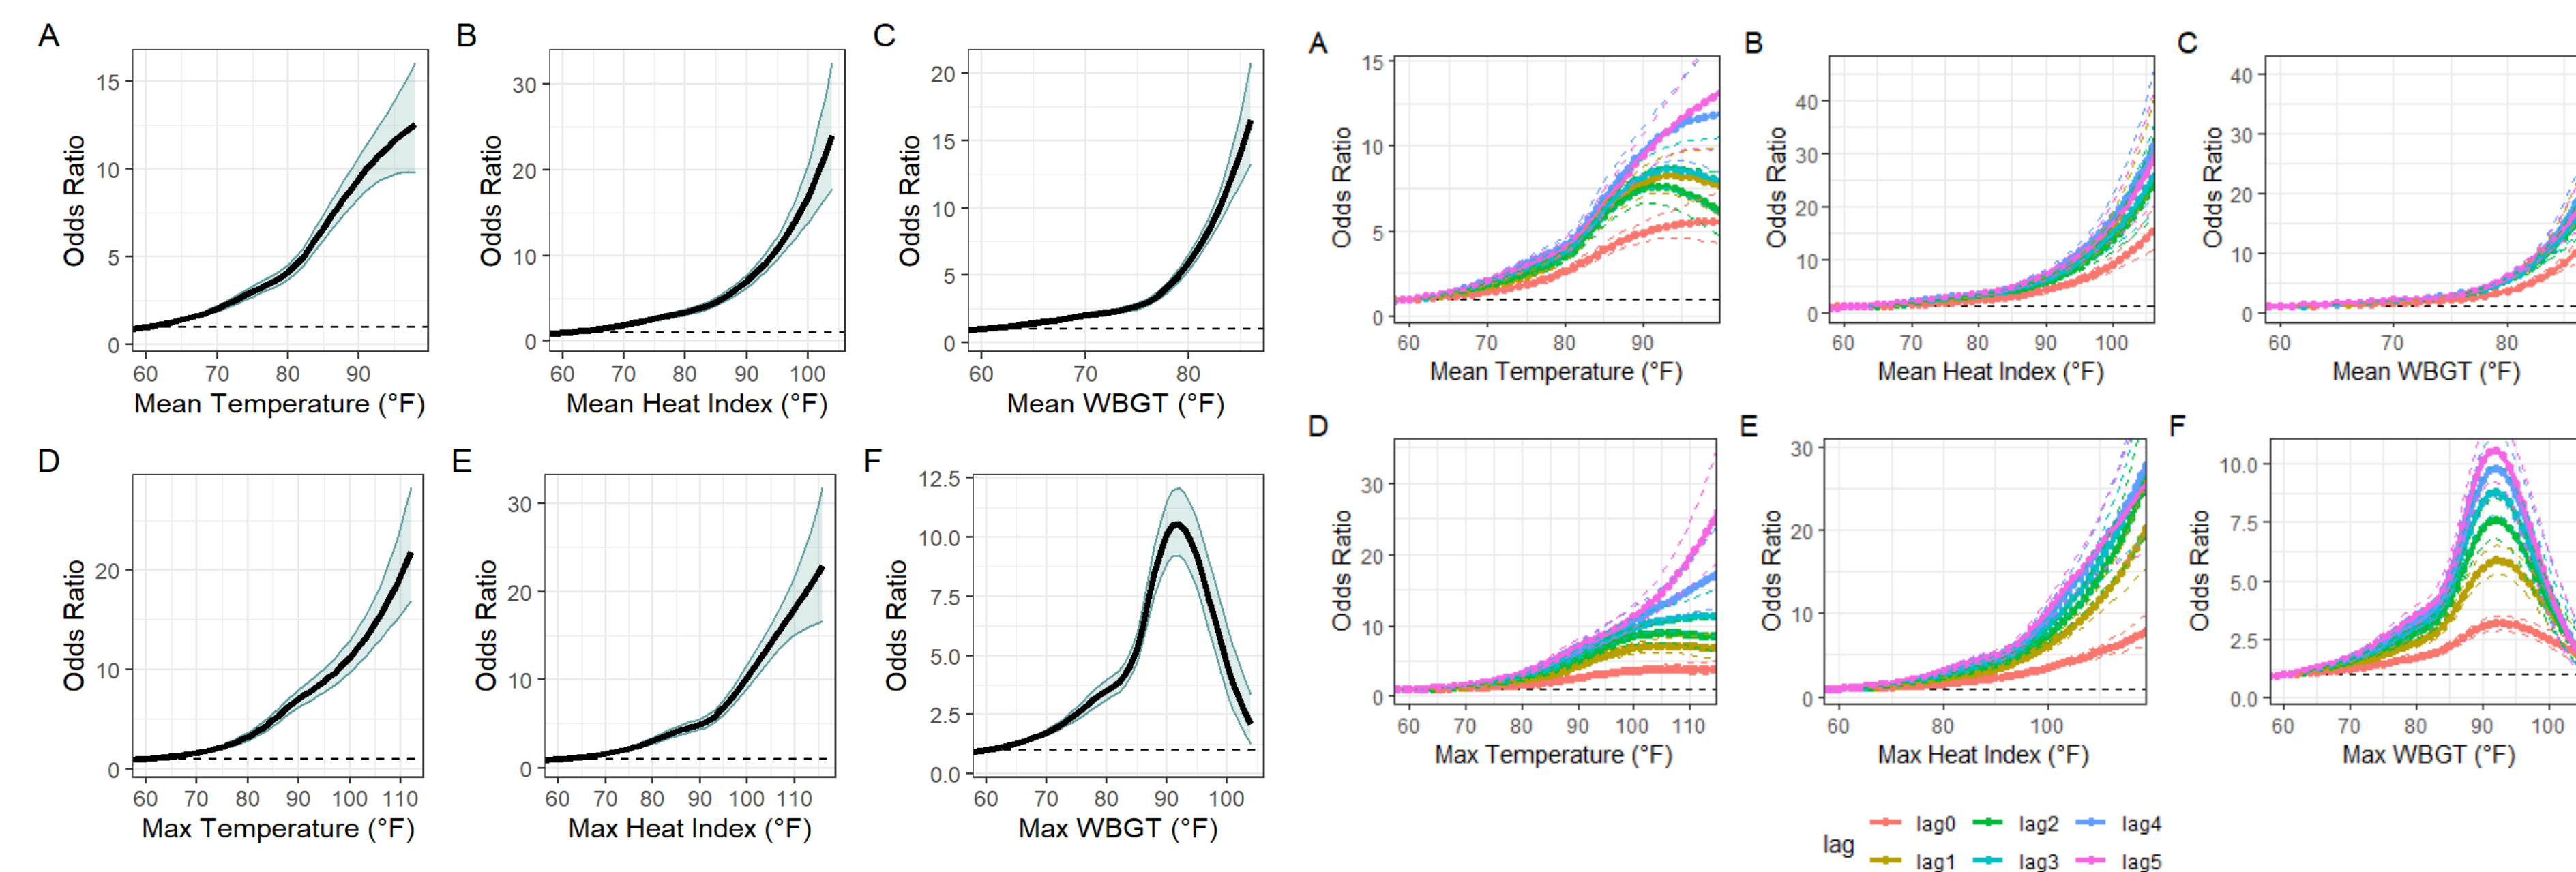 A
15
10
5
0
Odds Ratio
60 70 80 90
Mean Temperature (°F)
B
30
20
10
0
Odds Ratio
60 70 80 90 100
Mean Heat Index (°F)
C
20
15
10
5
0
Odds Ratio
60 70 80
Mean WBGT (°F)
D
20
10
0
Odds Ratio
60 70 80 90 100 110
Max Temperature (°F)
E
30
20
10
0
Odds Ratio
60 70 80 90 100 110
Max Heat Index (°F)
F
12.5
10.0
7.5
5.0
2.5
0.0
Odds Ratio
60 70 80 90 100
Max WBGT (°F)
A
15
10
5
0
Odds Ratio
60 70 80 90
Mean Temperature (°F)
B
40
30
20
10
0
Odds Ratio
60 70 80 90 100
Mean Heat Index (°F)
C
40
30
20
10
0
Odds Ratio
60 70 80
Mean WBGT (°F)
D
30
20
10
0
Odds Ratio
60 70 80 90 100 110
Max Temperature (°F)
E
30
20
10
0
Odds Ratio
60 80 100
Max Heat Index (°F)
F
10.0
7.5
5.0
2.5
0.0
Odds Ratio
60 70 80 90 100
Max WBGT (°F)
lag
lag0 lag2 lag4
lag1 lag3 lag5